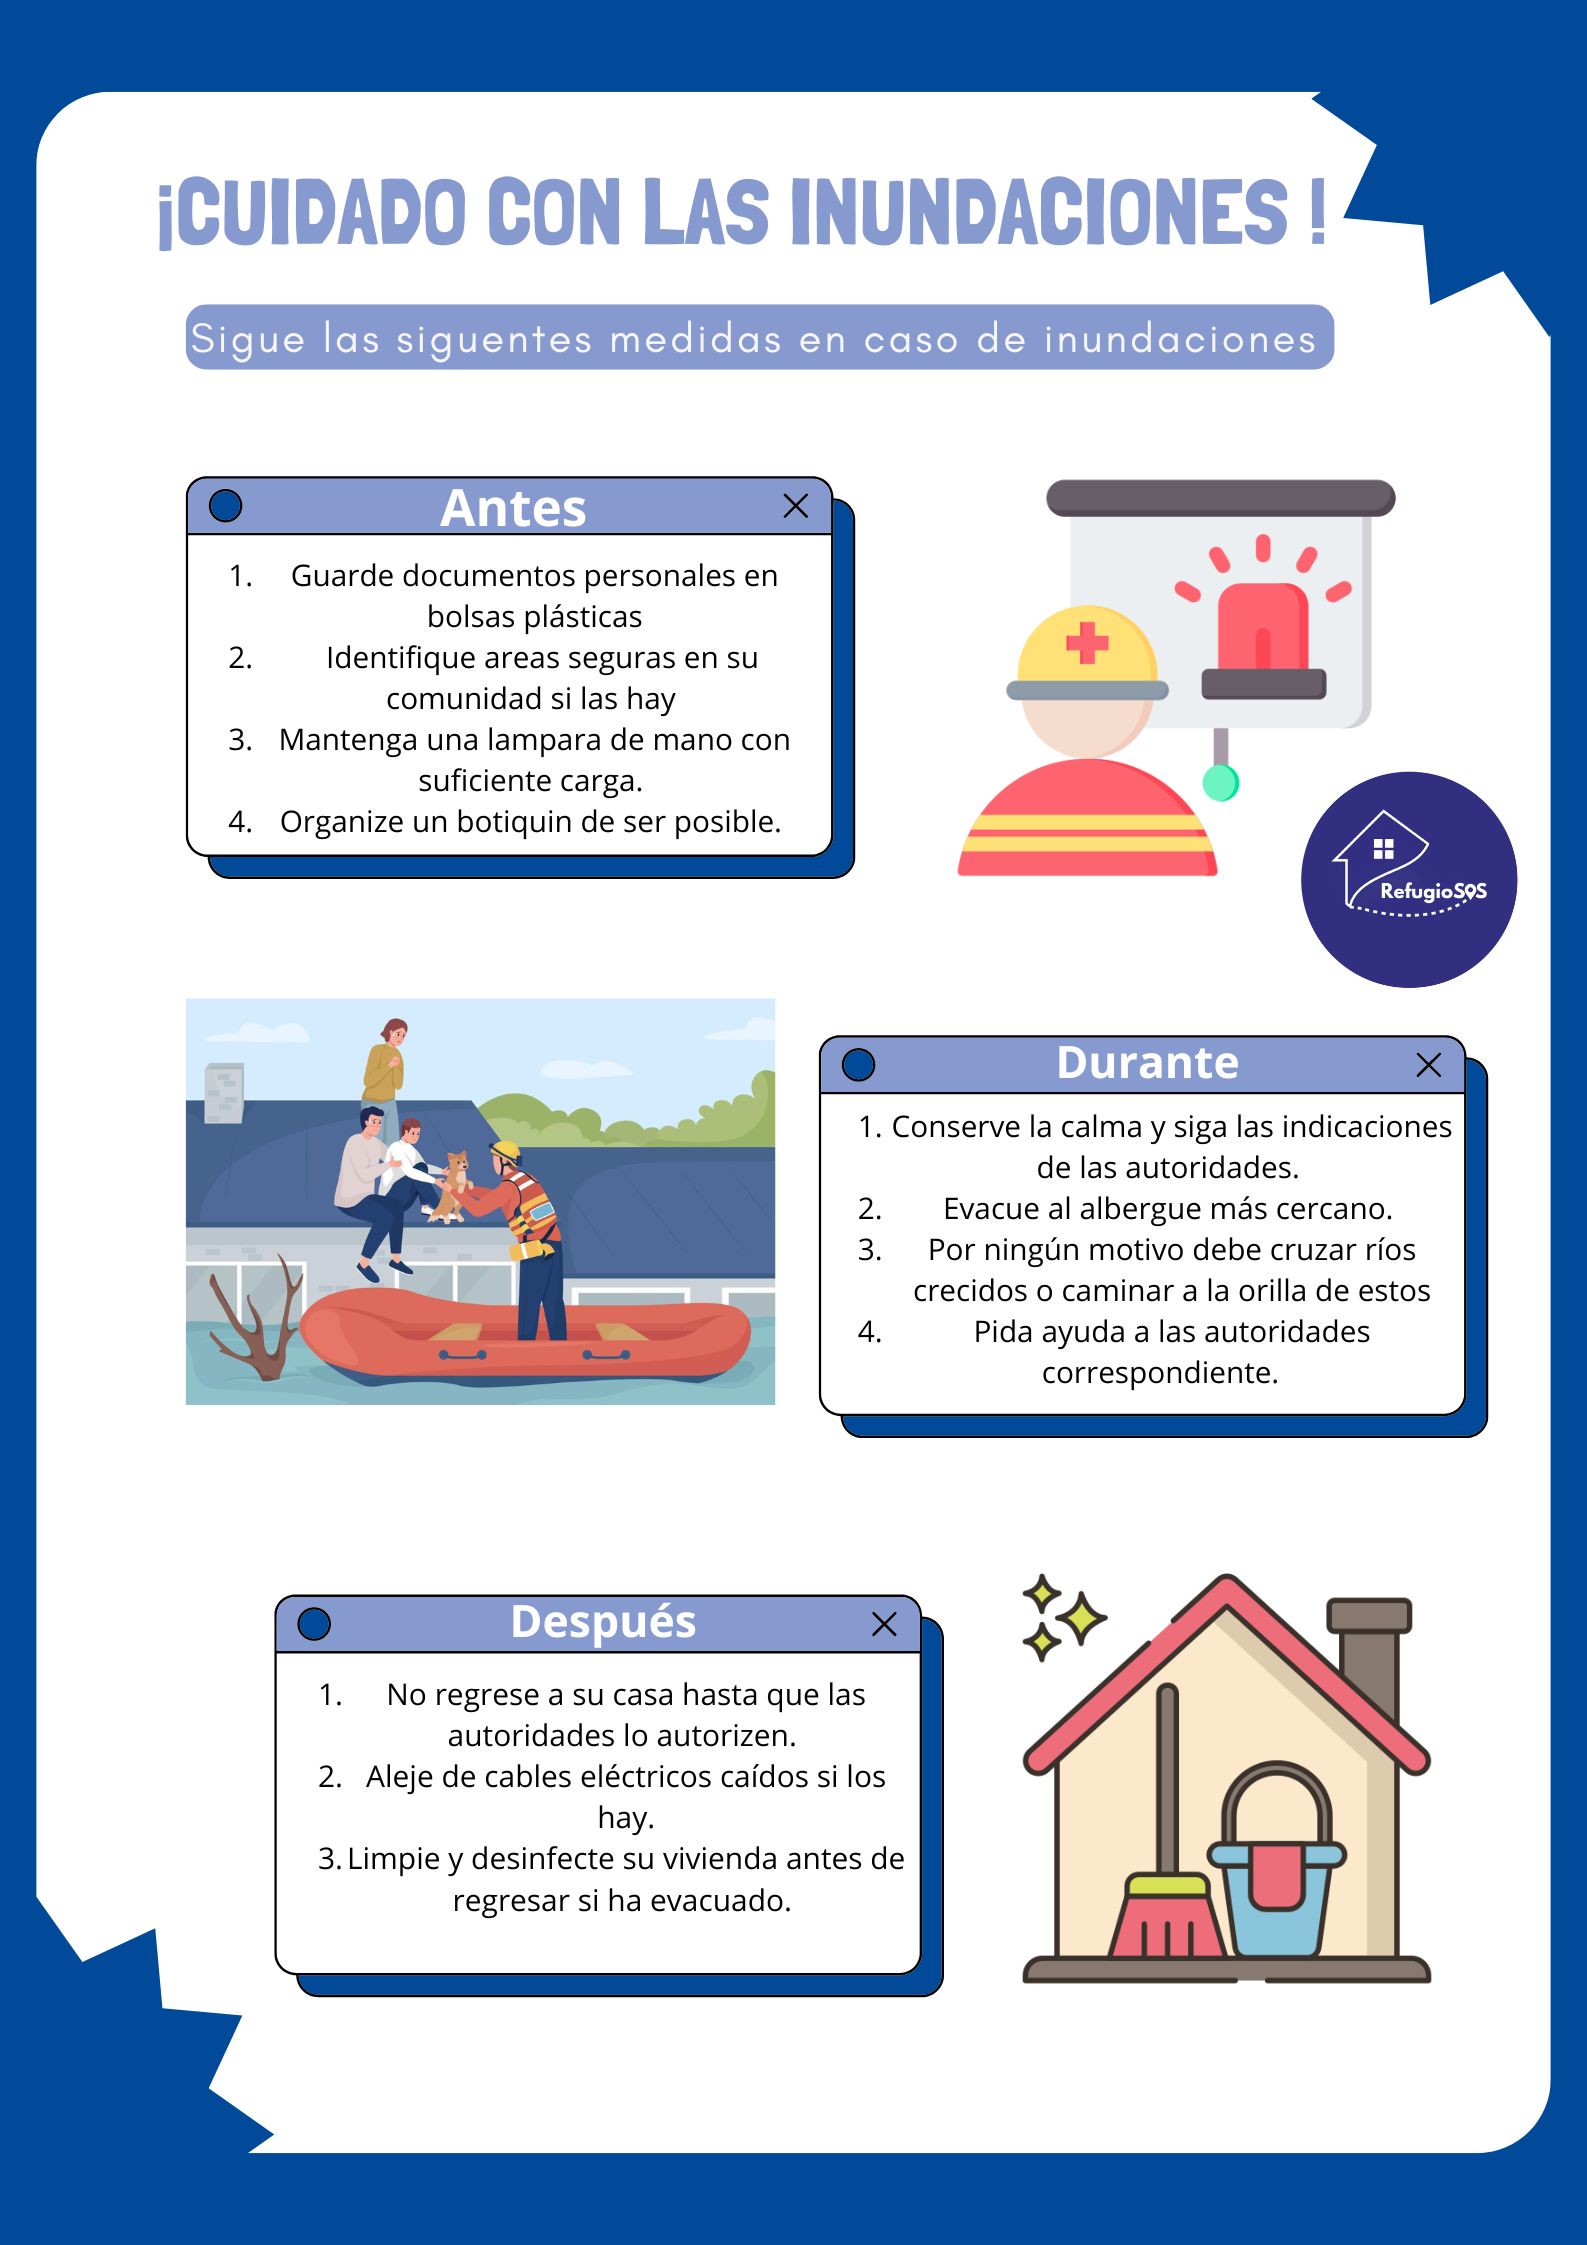 ¡CUIDADO CON LAS INUNDACIONES !
Sigue las siguentes medidas en caso de inundaciones
Antes
1. Guarde documentos personales en
bolsas plásticas
2. Identifique areas seguras en su
comunidad si las hay
3. Mantenga una lampara de mano con
suficiente carga.
4. Organize un botiquin de ser posible.
RefugioSOS
Durante
1. Conserve la calma y siga las indicaciones
de las autoridades.
2. Evacue al albergue más cercano.
3. Por ningún motivo debe cruzar ríos
crecidos o caminar a la orilla de estos
4. Pida ayuda a las autoridades
correspondiente.
Después
1. No regrese a su casa hasta que las
autoridades lo autorizen.
2. Aleje de cables eléctricos caídos si los
hay.
3. Limpie y desinfecte su vivienda antes de
regresar si ha evacuado.